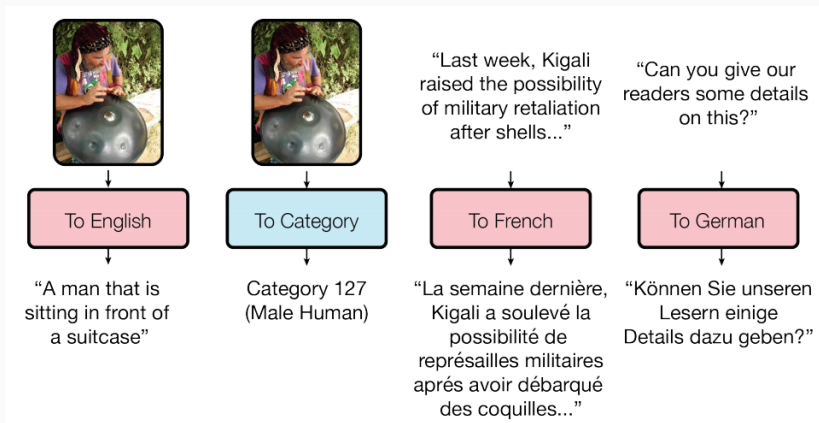 “Last week, Kigali
raised the possibility
of military retaliation
after shells...”
“Can you give our
readers some details
on this?”
To English
To Category
To French
To German
“A man that is
sitting in front of
a suitcase”
Category 127
(Male Human)
“La semaine dernière,
Kigali a soulevé la
possibilité de
représailles militaires
aprés avoir débarqué
des coquilles...”
“Können Sie unseren
Lesern einige
Details dazu geben?”